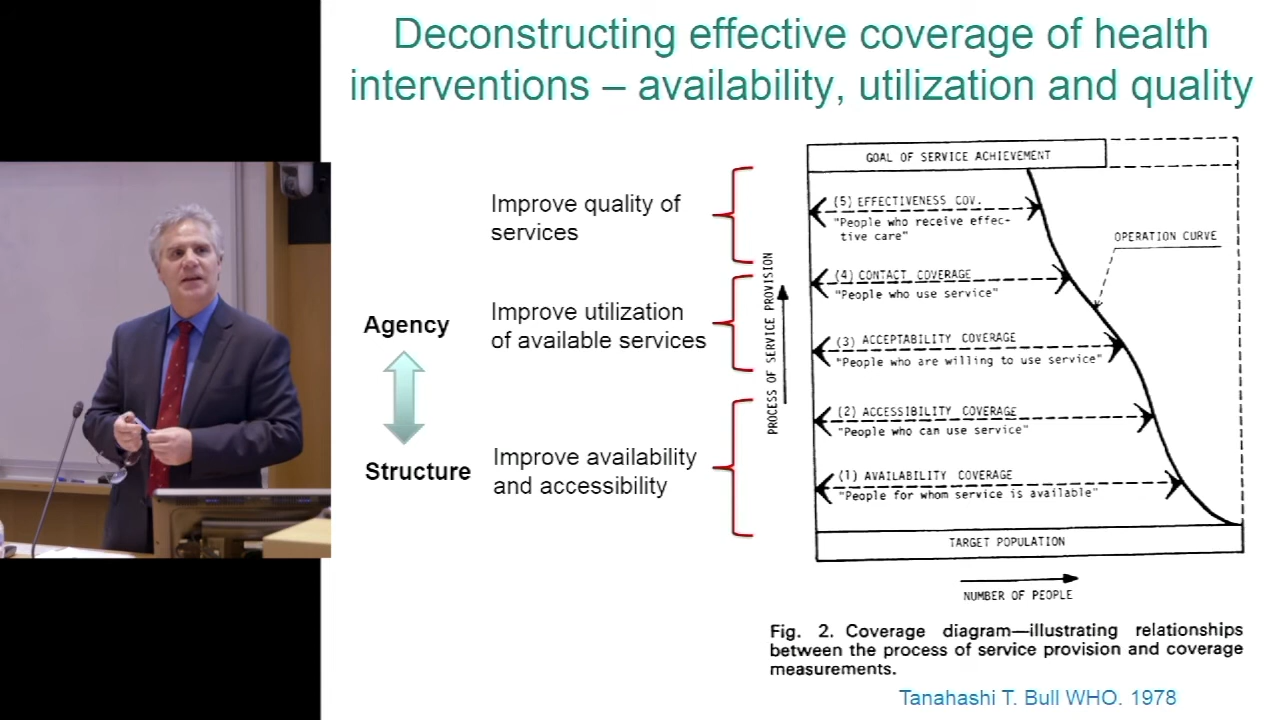 Deconstructing effective coverage of health
interventions – availability, utilization and quality
Improve quality of
services
Agency
Improve utilization
of available services
Structure
Improve availability
and accessibility
PROCESS OF SERVICE PROVISION
GOAL OF SERVICE ACHIEVEMENT
(5) EFFECTIVENESS COV.
"People who receive effec-
tive care"
OPERATION CURVE
(4) CONTACT COVERAGE
"People who use service"
(3) ACCEPTABILITY COVERAGE
"People who are willing to use service"
(2) ACCESSIBILITY COVERAGE
"People who can use service"
(1) AVAILABILITY COVERAGE
"People for whom service is available"
TARGET POPULATION
NUMBER OF PEOPLE
Fig. 2. Coverage diagram—illustrating relationships
between the process of service provision and coverage
measurements.
Tanahashi T. Bull WHO. 1978